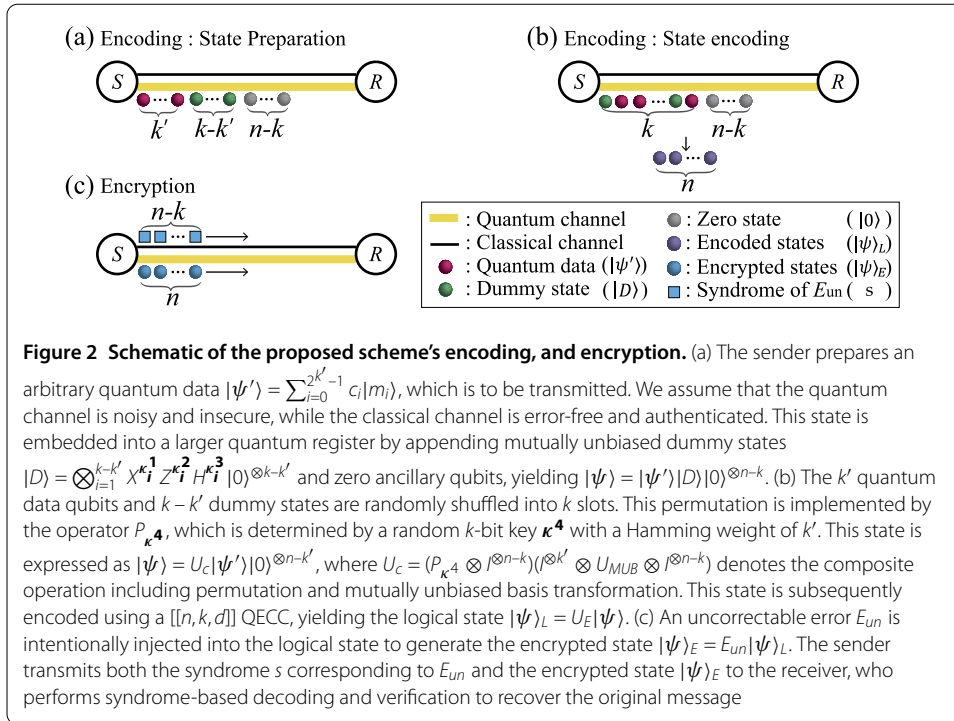 (a) Encoding : State Preparation
S
R
k'
k-k'
n-k
(b) Encoding : State encoding
S
R
k
n-k
n
(c) Encryption
n-k
S
R
n
: Quantum channel
: Classical channel
: Quantum data (|ψ'⟩)
: Dummy state (|D⟩)
: Zero state (|0⟩)
: Encoded states (|ψ⟩_L)
: Encrypted states (|ψ⟩_E)
: Syndrome of E_un ( s )
Figure 2 Schematic of the proposed scheme's encoding, and encryption. (a) The sender prepares an
arbitrary quantum data |ψ'⟩ = ∑_{i=0}^{2^{k'}–1} c_i|m_i⟩, which is to be transmitted. We assume that the quantum
channel is noisy and insecure, while the classical channel is error-free and authenticated. This state is
embedded into a larger quantum register by appending mutually unbiased dummy states
|D⟩ = ⨂_{i=1}^{k–k'} X^{κ_i^1} Z^{κ_i^2} H^{κ_i^3} |0⟩^{⊗k–k'} and zero ancillary qubits, yielding |ψ⟩ = |ψ'⟩|D⟩|0⟩^{⊗n–k}. (b) The k' quantum
data qubits and k – k' dummy states are randomly shuffled into k slots. This permutation is implemented by
the operator P_{κ^4}, which is determined by a random k-bit key κ^4 with a Hamming weight of k'. This state is
expressed as |ψ⟩ = U_c|ψ'⟩|0⟩^{⊗n–k'}, where U_c = (P_{κ^4} ⊗ I^{⊗n–k})(I^{⊗k'} ⊗ U_{MUB} ⊗ I^{⊗n–k}) denotes the composite
operation including permutation and mutually unbiased basis transformation. This state is subsequently
encoded using a [[n, k, d]] QECC, yielding the logical state |ψ⟩_L = U_E|ψ⟩. (c) An uncorrectable error E_{un} is
intentionally injected into the logical state to generate the encrypted state |ψ⟩_E = E_{un}|ψ⟩_L. The sender
transmits both the syndrome s corresponding to E_{un} and the encrypted state |ψ⟩_E to the receiver, who
performs syndrome-based decoding and verification to recover the original message